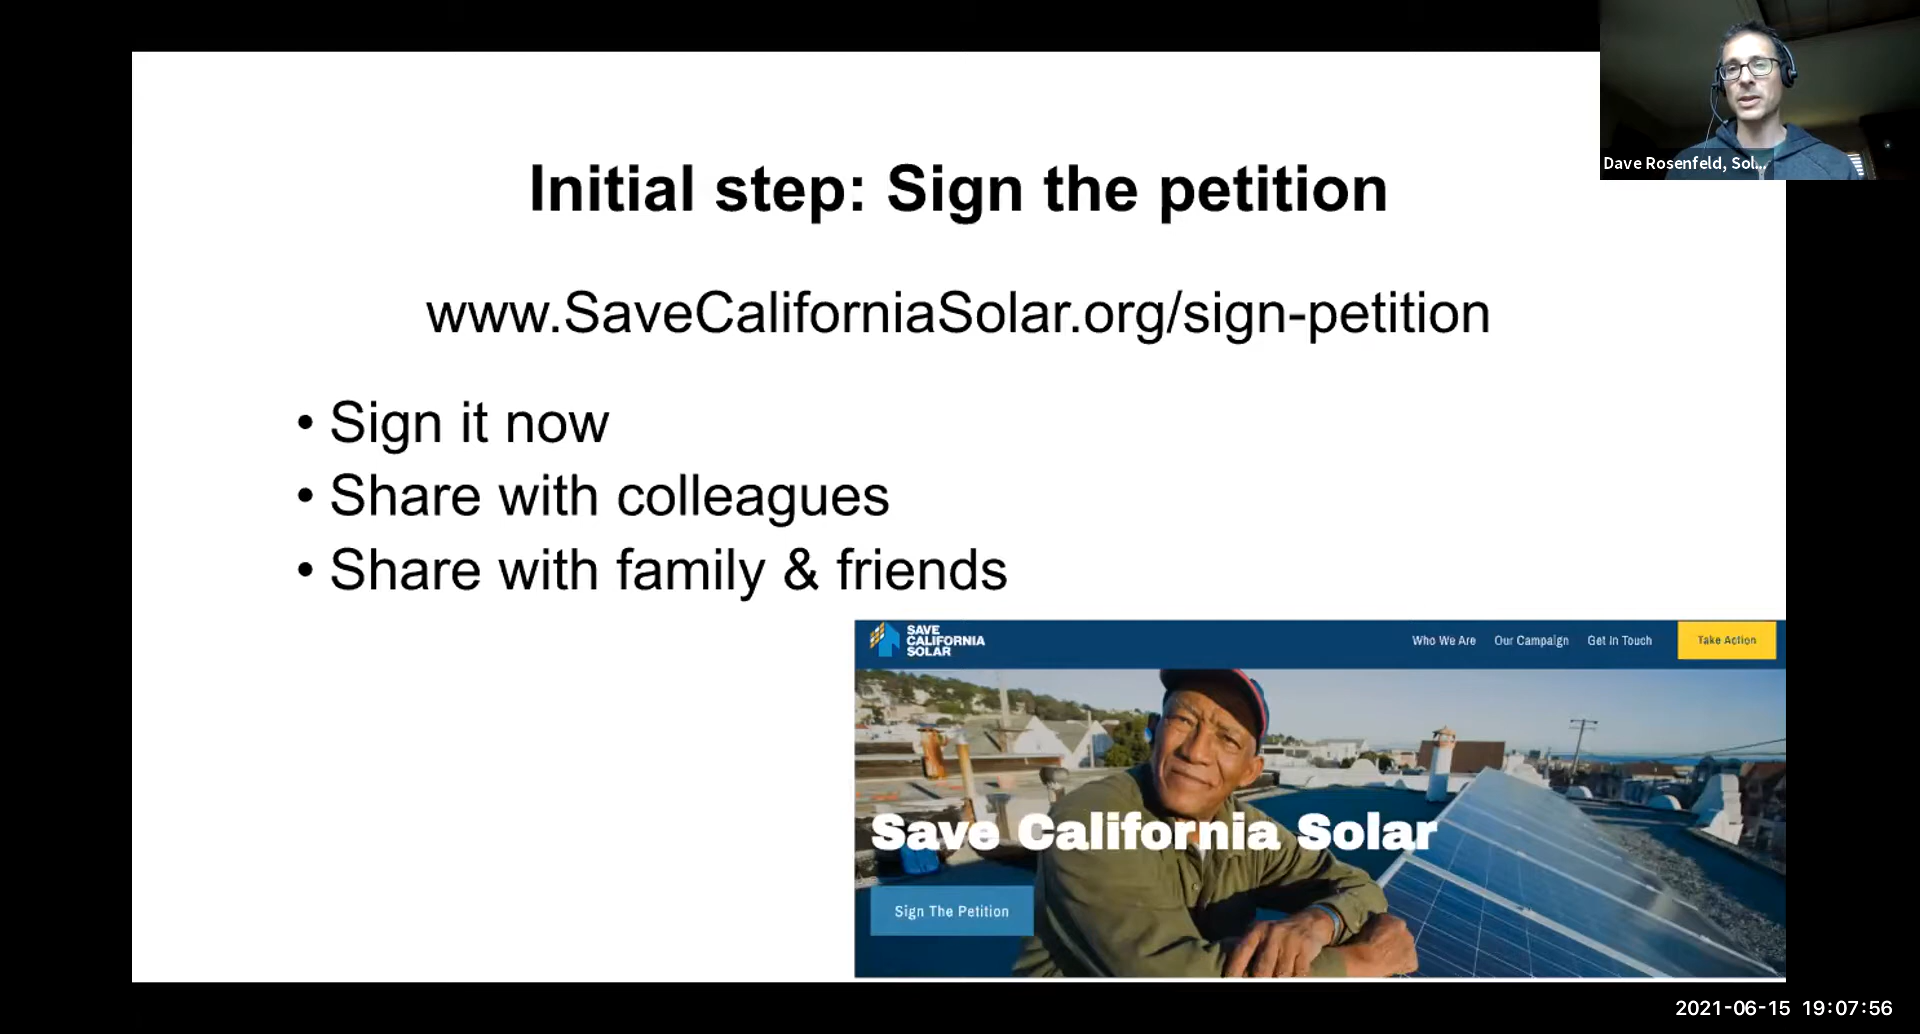 Dave Rosenfeld, Sol...
Initial step: Sign the petition
www.SaveCaliforniaSolar.org/sign-petition
• Sign it now
• Share with colleagues
• Share with family & friends
SAVE
CALIFORNIA
SOLAR
Who We Are Our Campaign Get In Touch Take Action
Save California Solar
Sign The Petition
2021-06-15 19:07:56